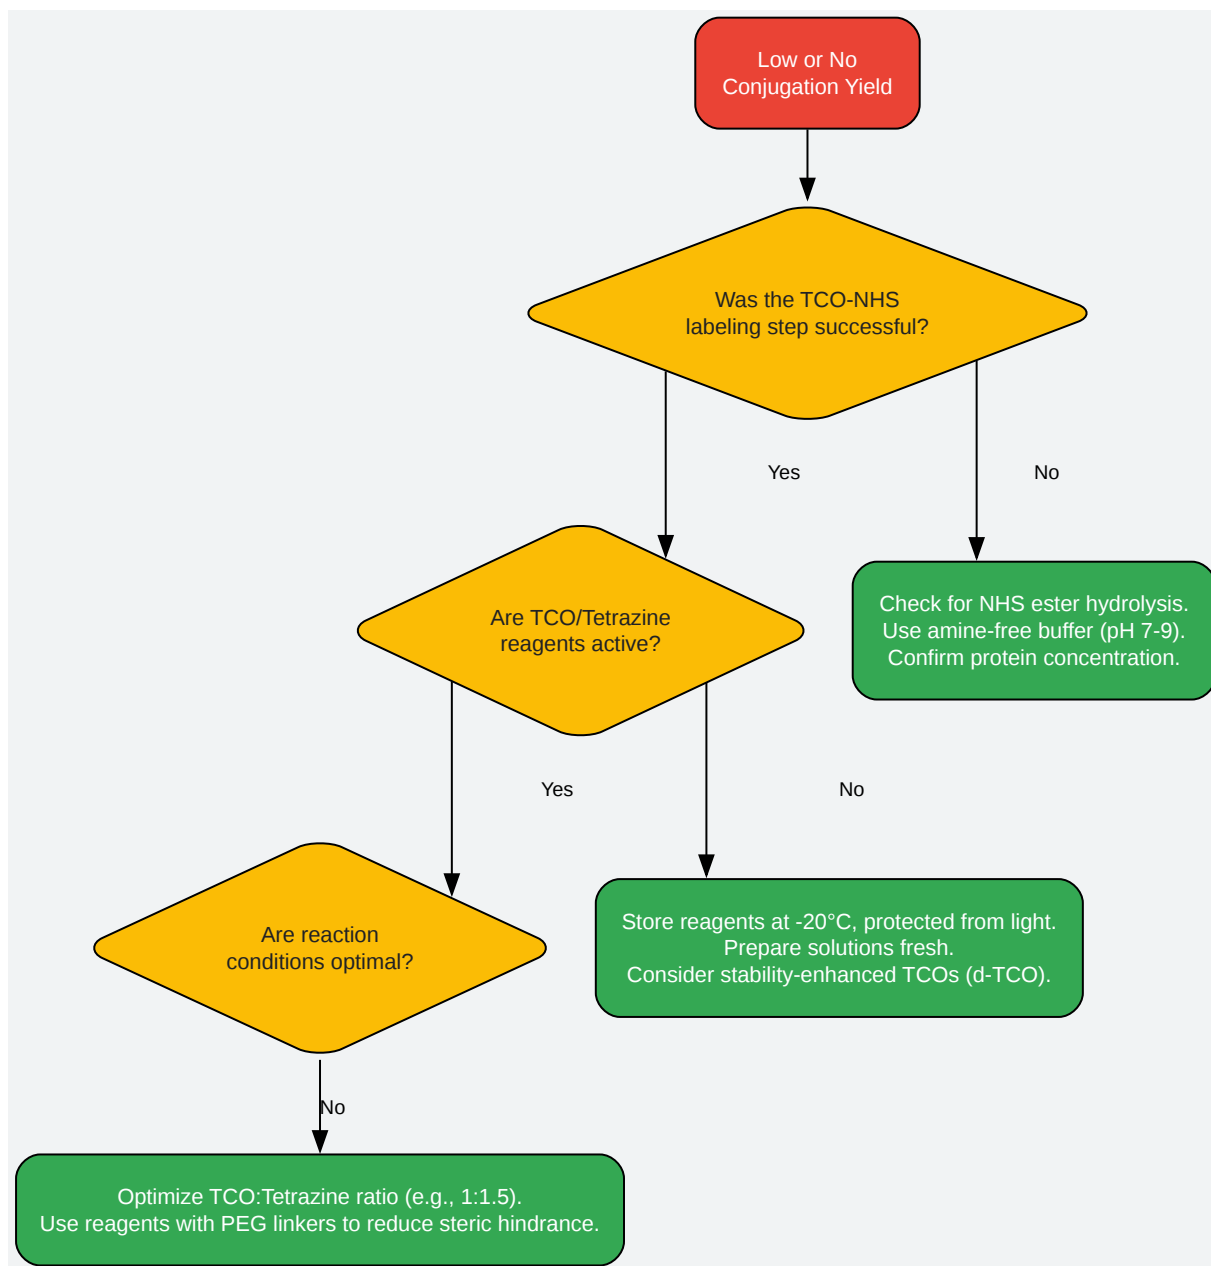 Low or No
Conjugation Yield
Was the TCO-NHS
labeling step successful?
Yes
No
Are TCO/Tetrazine
reagents active?
Check for NHS ester hydrolysis.
Use amine-free buffer (pH 7-9).
Confirm protein concentration.
Yes
No
Are reaction
conditions optimal?
Store reagents at -20°C, protected from light.
Prepare solutions fresh.
Consider stability-enhanced TCOs (d-TCO).
No
Optimize TCO:Tetrazine ratio (e.g., 1:1.5).
Use reagents with PEG linkers to reduce steric hindrance.